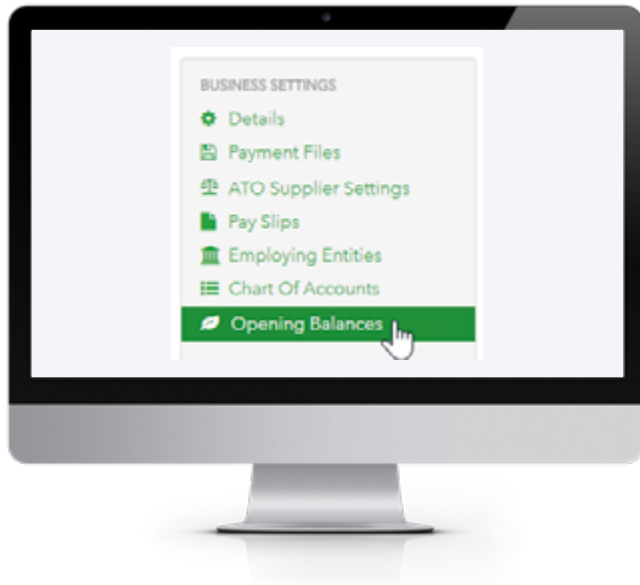 BUSINESS SETTINGS
Details
Payment Files
ATO Supplier Settings
Pay Slips
Employing Entities
Chart Of Accounts
Opening Balances